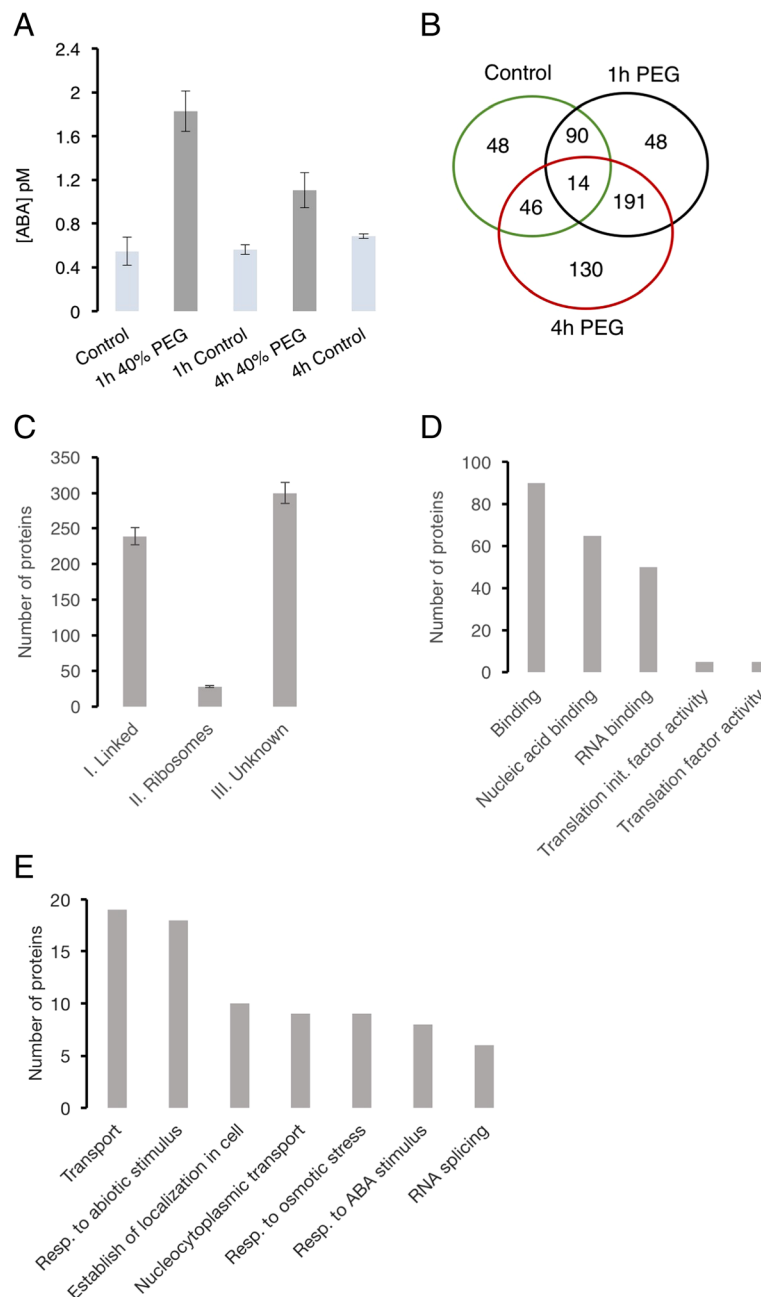 A
[ABA] pM
2.4
2
1.6
1.2
0.8
0.4
0
Control
1h 40% PEG
1h Control
4h 40% PEG
4h Control
B
Control
1h PEG
48
90
48
14
46
191
130
4h PEG
C
Number of proteins
350
300
250
200
150
100
50
0
I. Linked
II. Ribosomes
III. Unknown
D
Number of proteins
100
80
60
40
20
0
Binding
Nucleic acid binding
RNA binding
Translation init. factor activity
Translation factor activity
E
Number of proteins
20
15
10
5
0
Transport
Resp. to abiotic stimulus
Establish of localization in cell
Nucleocytoplasmic transport
Resp. to osmotic stress
Resp. to ABA stimulus
RNA splicing